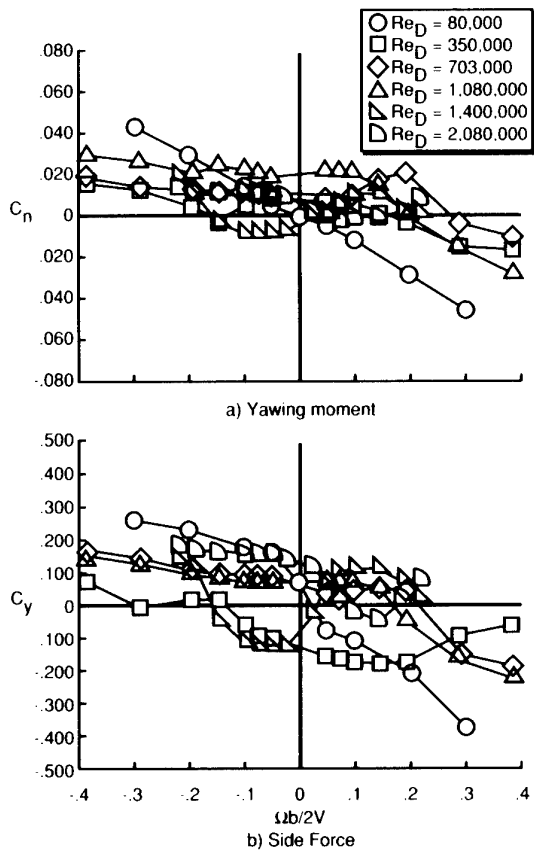 Re_D = 80,000
Re_D = 350,000
Re_D = 703,000
Re_D = 1,080,000
Re_D = 1,400,000
Re_D = 2,080,000
.080
.060
.040
.020
C_n 0
.020
.040
.060
-.080
a) Yawing moment
.500
.400
.300
.200
.100
C_y 0
.100
.200
-.300
-.400
-.500
-.4 -.3 -.2 -.1 0 .1 .2 .3 .4
Ωb/2V
b) Side Force